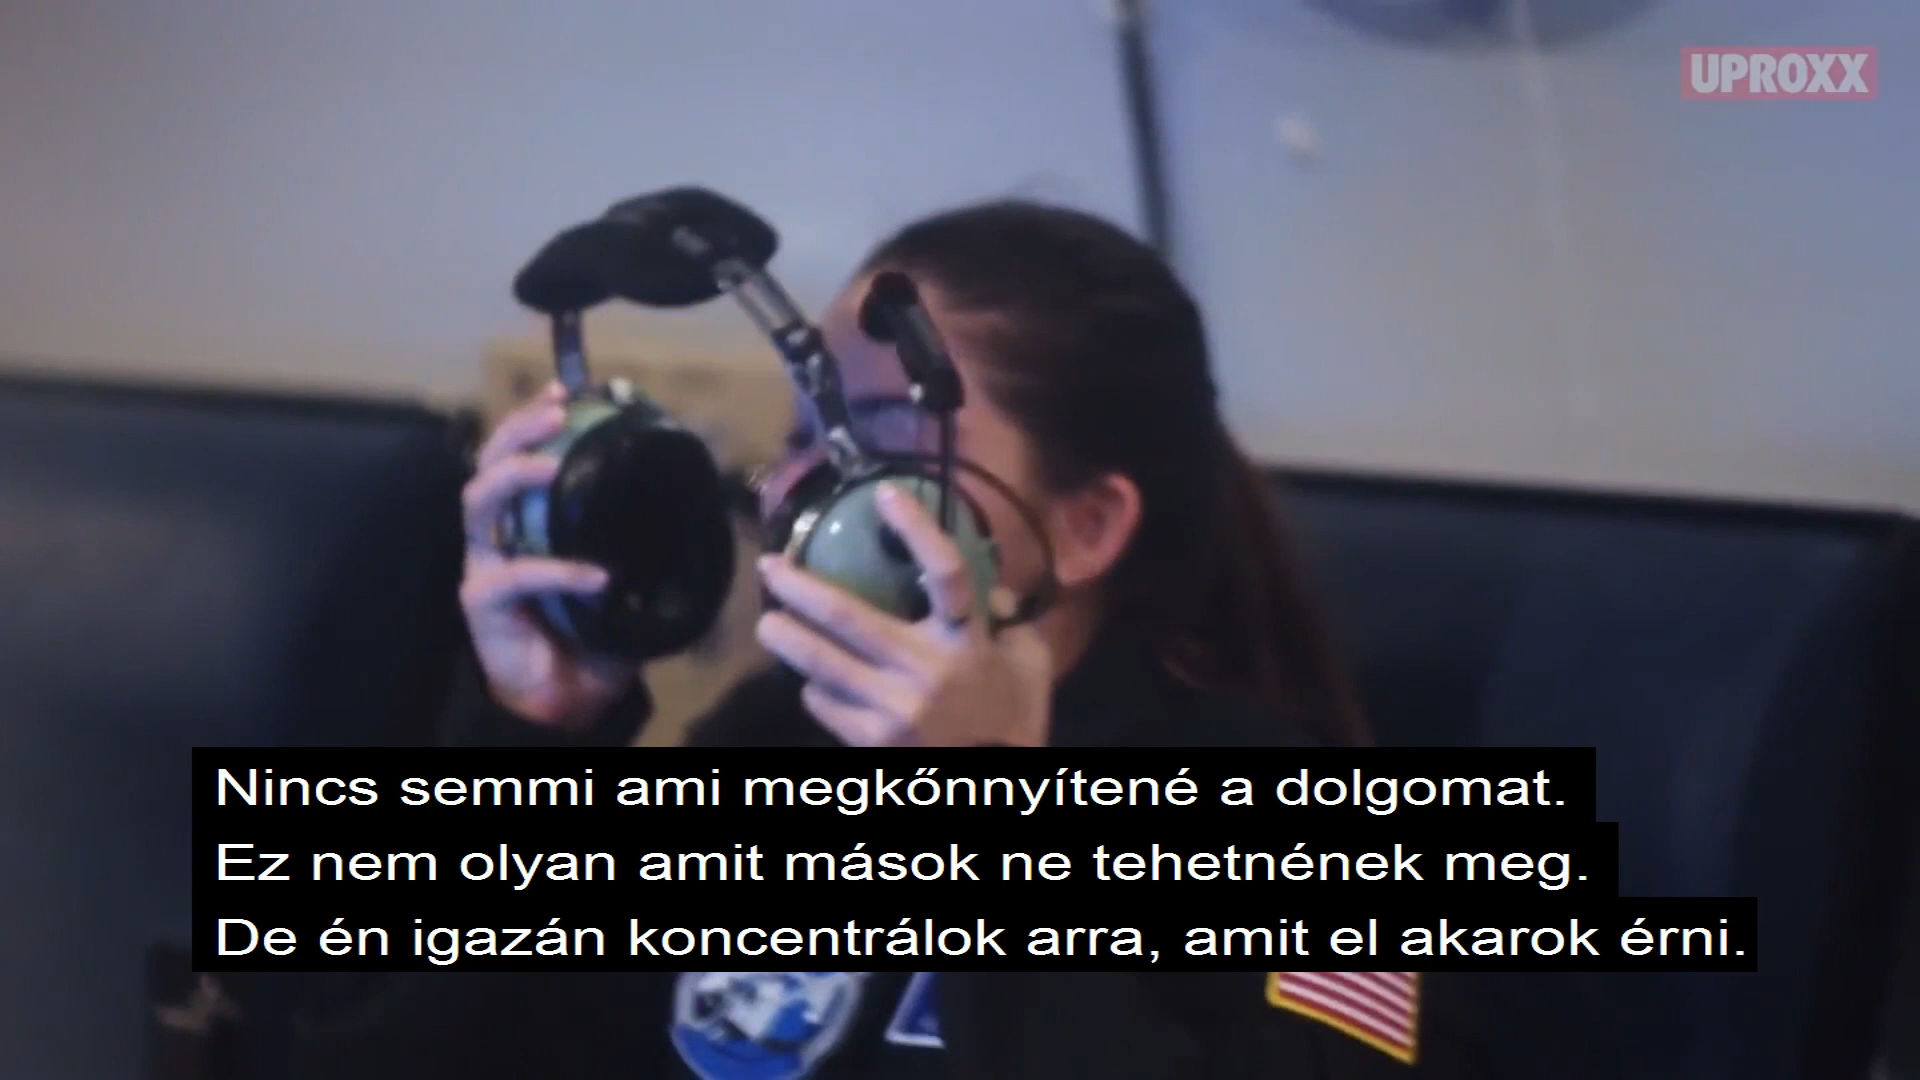 UPROXX
Nincs semmi ami megkőnnyítené a dolgomat.
Ez nem olyan amit mások ne tehetnének meg.
De én igazán koncentrálok arra, amit el akarok érni.